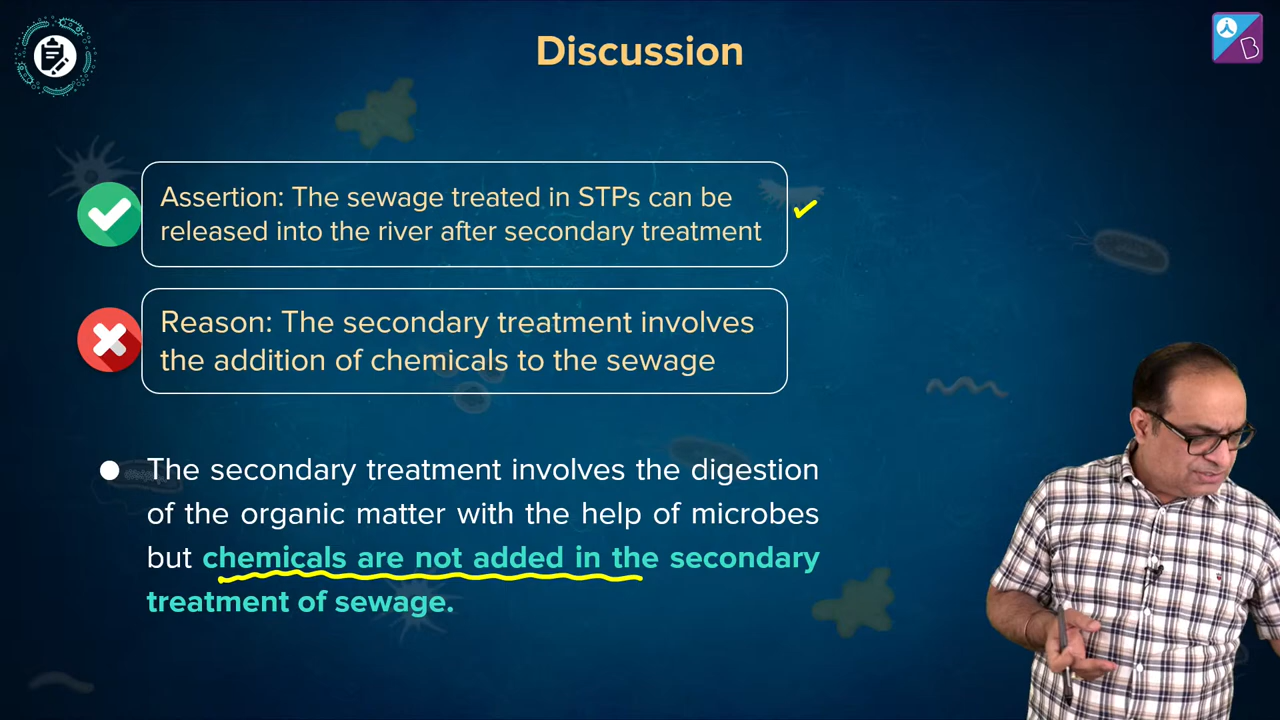 Discussion
B
Assertion: The sewage treated in STPs can be
released into the river after secondary treatment
Reason: The secondary treatment involves
the addition of chemicals to the sewage
The secondary treatment involves the digestion
of the organic matter with the help of microbes
but chemicals are not added in the secondary
treatment of sewage.